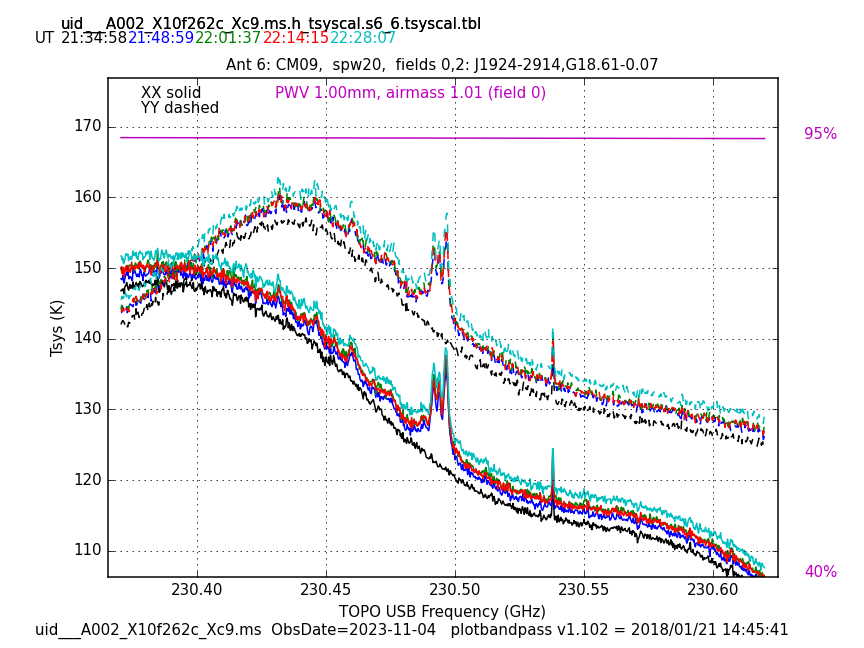 uid___A002_X10f262c_Xc9.ms.h_tsyscal.s6_6.tsyscal.tbl
UT 21:34:58 21:48:59 22:01:37 22:14:15 22:28:07
Ant 6: CM09, spw20, fields 0,2: J1924-2914,G18.61-0.07
XX solid PWV 1.00mm, airmass 1.01 (field 0)
YY dashed
170
95%
160
150
140
130
120
110
40%
Tsys (K)
230.40 230.45 230.50 230.55 230.60
TOPO USB Frequency (GHz)
uid___A002_X10f262c_Xc9.ms ObsDate=2023-11-04 plotbandpass v1.102 = 2018/01/21 14:45:41